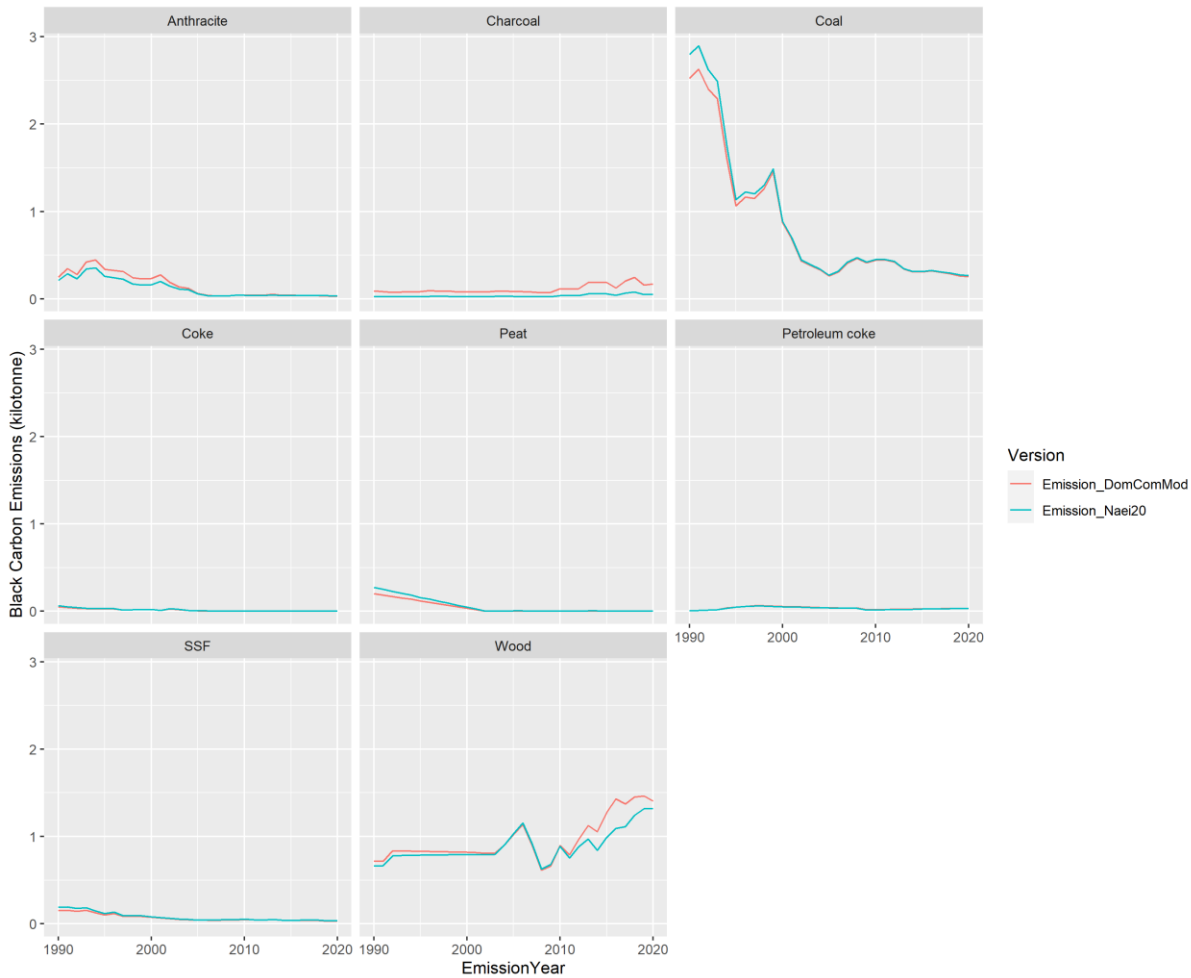 Anthracite
Charcoal
Coal
3
2
1
0
Coke
Peat
Petroleum coke
3
2
1
0
1990
2000
2010
2020
SSF
Wood
3
2
1
0
1990
2000
2010
2020
1990
2000
2010
2020
Black Carbon Emissions (kilotonne)
EmissionYear
Version
Emission_DomComMod
Emission_Naei20